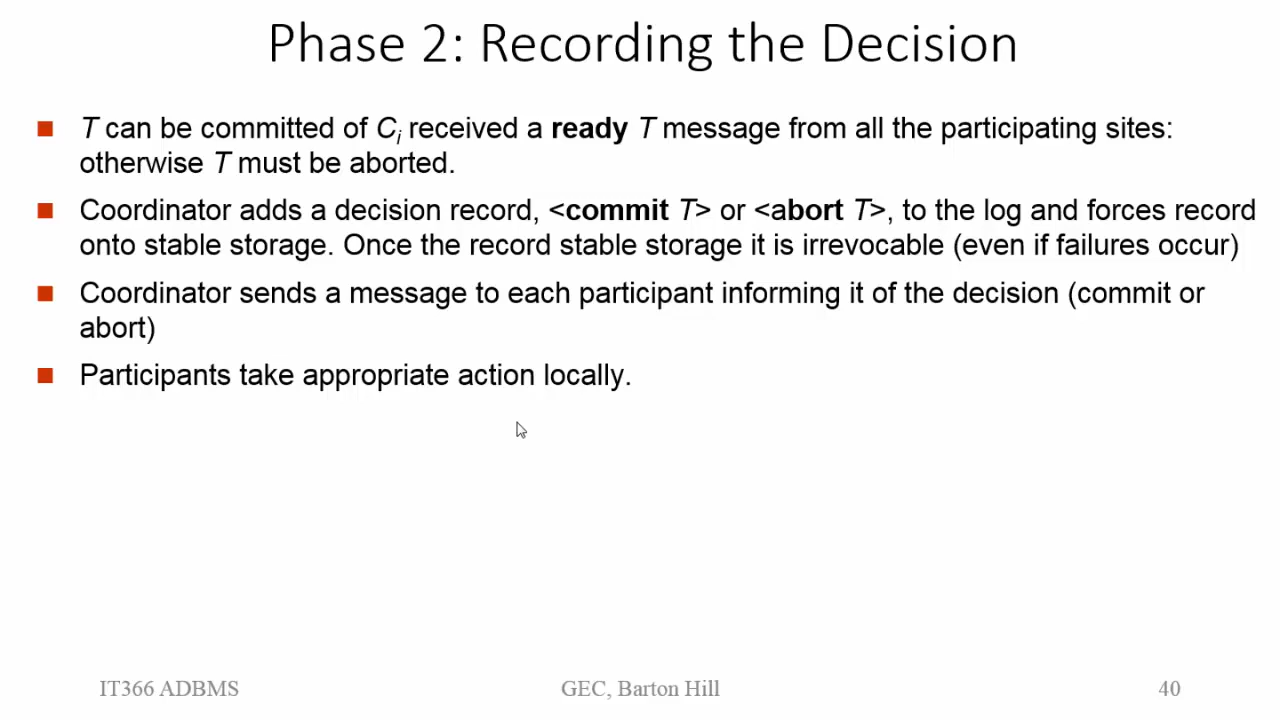 Phase 2: Recording the Decision
T can be committed of Ci received a ready T message from all the participating sites:
otherwise T must be aborted.
Coordinator adds a decision record, <commit T> or <abort T>, to the log and forces record
onto stable storage. Once the record stable storage it is irrevocable (even if failures occur)
Coordinator sends a message to each participant informing it of the decision (commit or
abort)
Participants take appropriate action locally.
IT366 ADBMS
GEC, Barton Hill
40